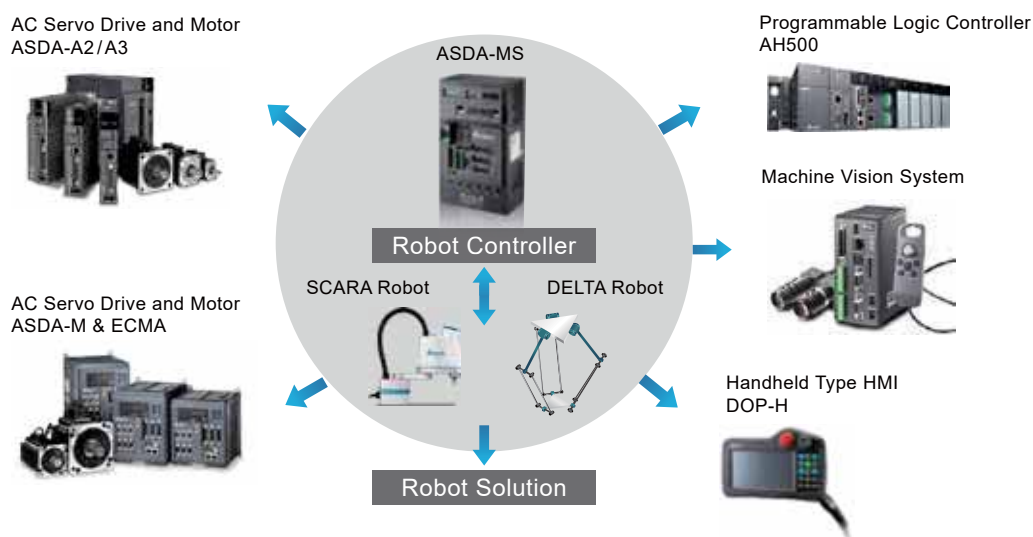 AC Servo Drive and Motor
ASDA-A2/A3
ASDA-MS
Programmable Logic Controller
AH500
Machine Vision System
Robot Controller
SCARA Robot
DELTA Robot
AC Servo Drive and Motor
ASDA-M & ECMA
Handheld Type HMI
DOP-H
Robot Solution